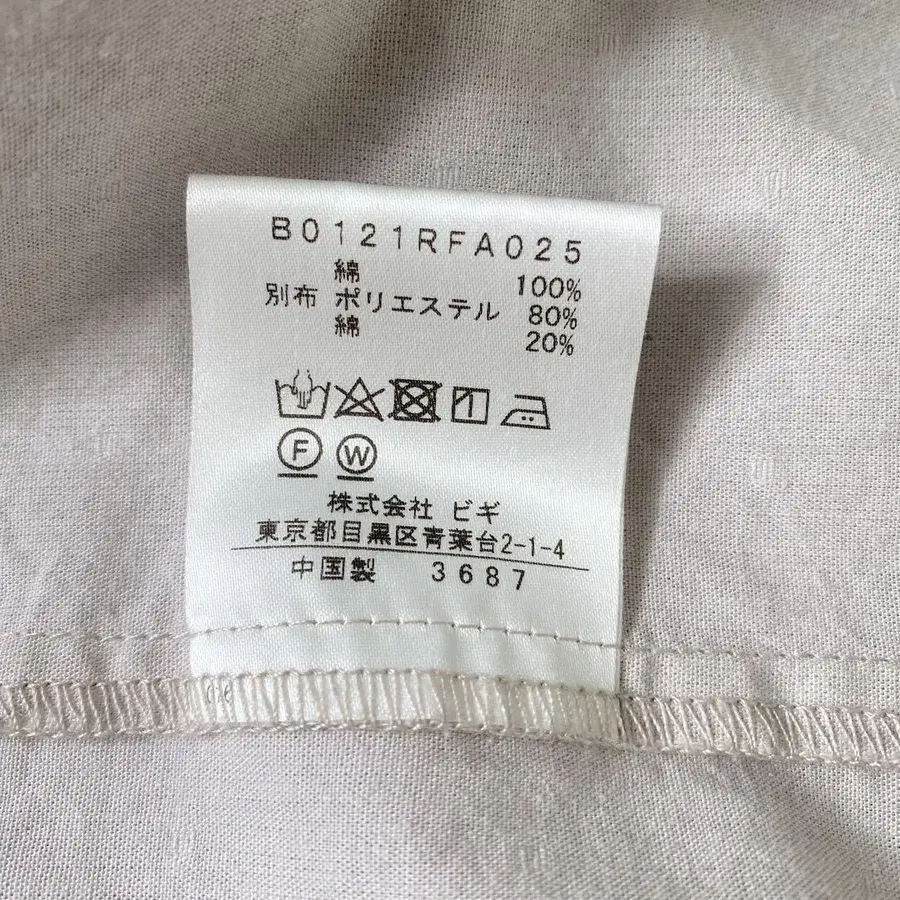 B0121RFA025
綿 100%
別布 ポリエステル 80%
綿 20%
F W
株式会社 ビギ
東京都目黒区青葉台2-1-4
中国製 3687